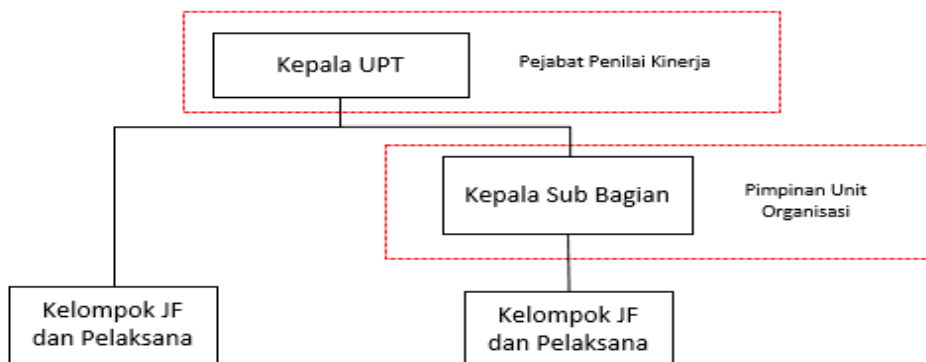 Kepala UPT
Pejabat Penilai Kinerja
Kepala Sub Bagian
Pimpinan Unit
Organisasi
Kelompok JF
dan Pelaksana
Kelompok JF
dan Pelaksana